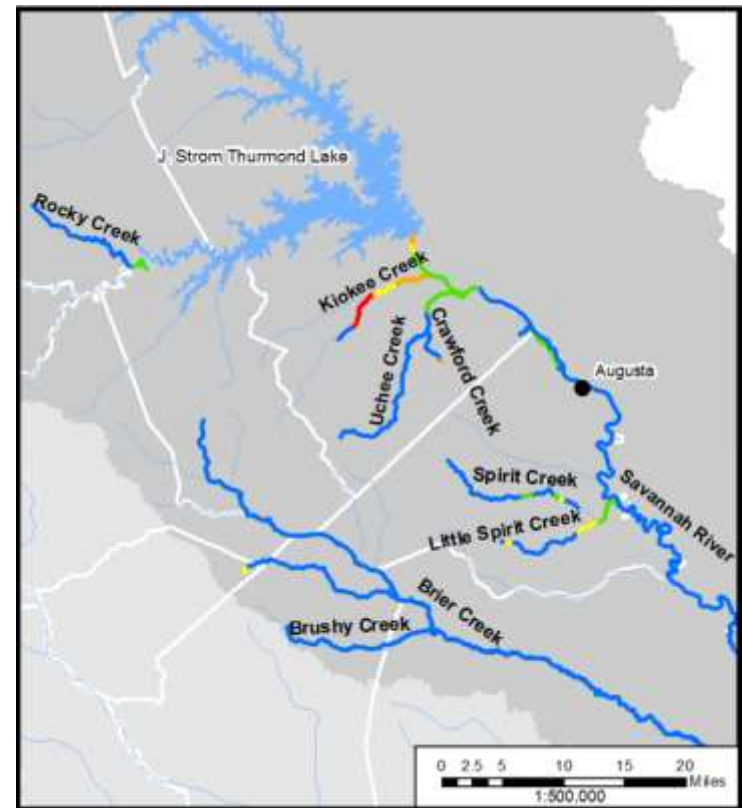 J. Strom Thurmond Lake
Rocky Creek
Kiokee Creek
Crawford Creek
Uchee Creek
Augusta
Spirit Creek
Savannah River
Little Spirit Creek
Brier Creek
Brushy Creek
0 2.5 5 10 15 20
Miles
1:500,000